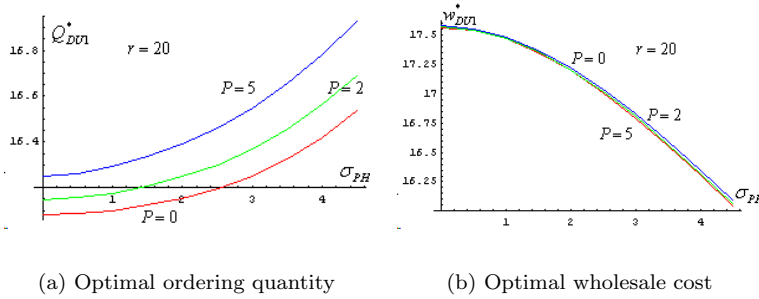 Q*DU1
r = 20
16.8
16.6
16.4
P = 5
P = 2
σPH
1
2
3
4
P = 0
(a) Optimal ordering quantity
w*DU1
r = 20
17.5
17.25
17
16.75
16.5
16.25
P = 0
P = 2
P = 5
σPH
1
2
3
4
(b) Optimal wholesale cost